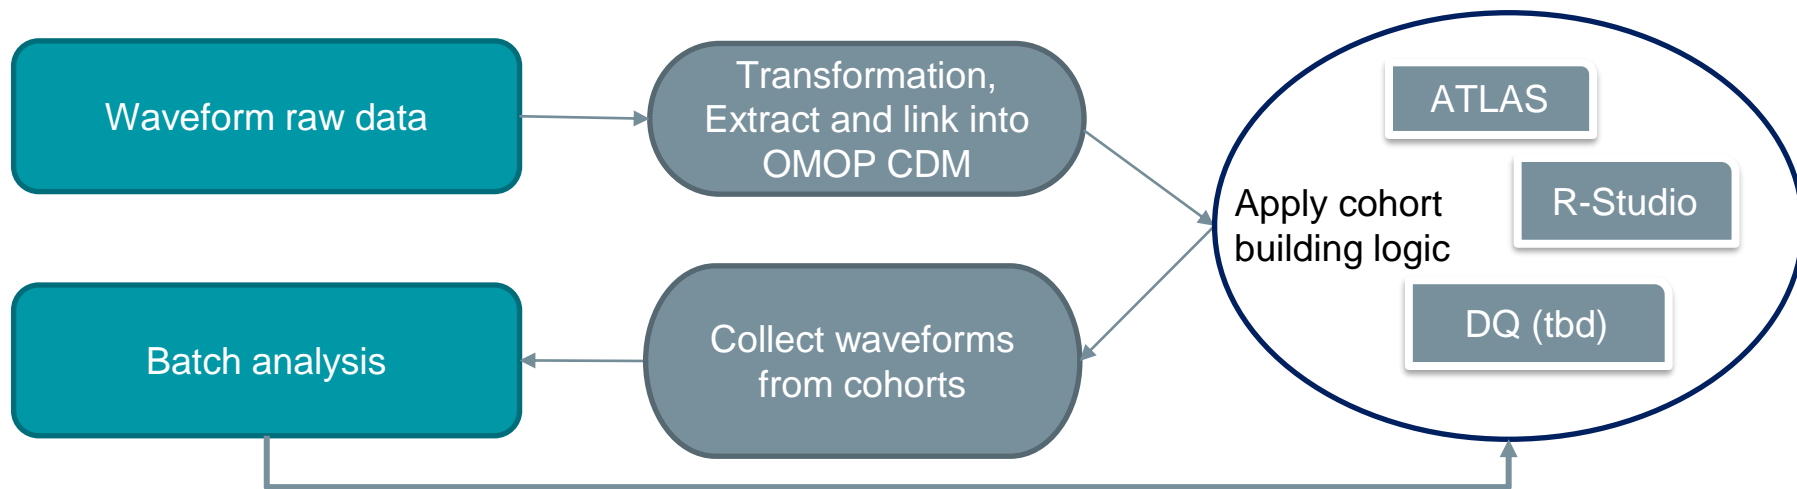 Waveform raw data
Transformation,
Extract and link into
OMOP CDM
ATLAS
R-Studio
Apply cohort
building logic
DQ (tbd)
Collect waveforms
from cohorts
Batch analysis